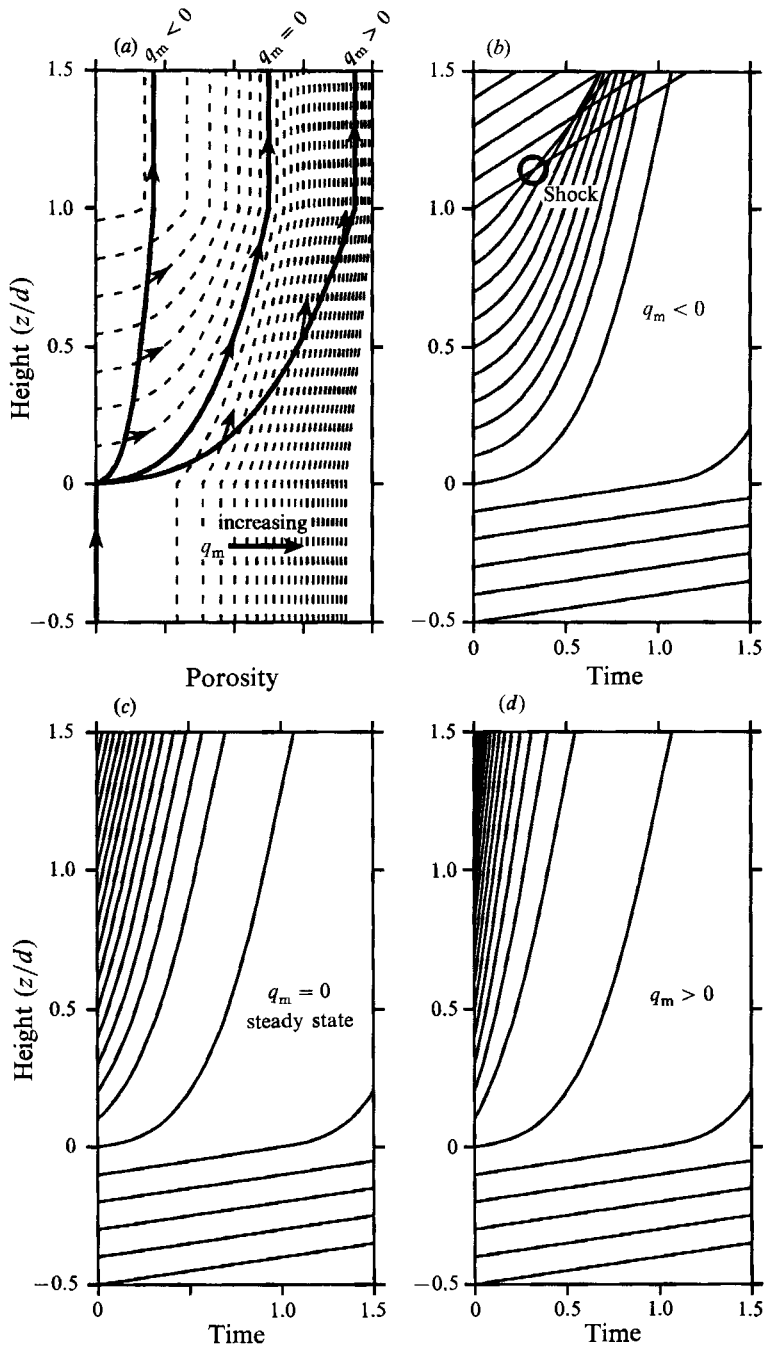 (a)
q_m < 0
q_m = 0
q_m > 0
1.5
1.0
0.5
0
−0.5
Height (z/d)
increasing
q_m
Porosity
(b)
1.5
1.0
0.5
0
−0.5
Shock
q_m < 0
0
0.5
1.0
1.5
Time
(c)
1.5
1.0
0.5
0
−0.5
Height (z/d)
q_m = 0
steady state
0
1.0
1.5
Time
(d)
1.5
1.0
0.5
0
−0.5
q_m > 0
0
0.5
1.0
1.5
Time